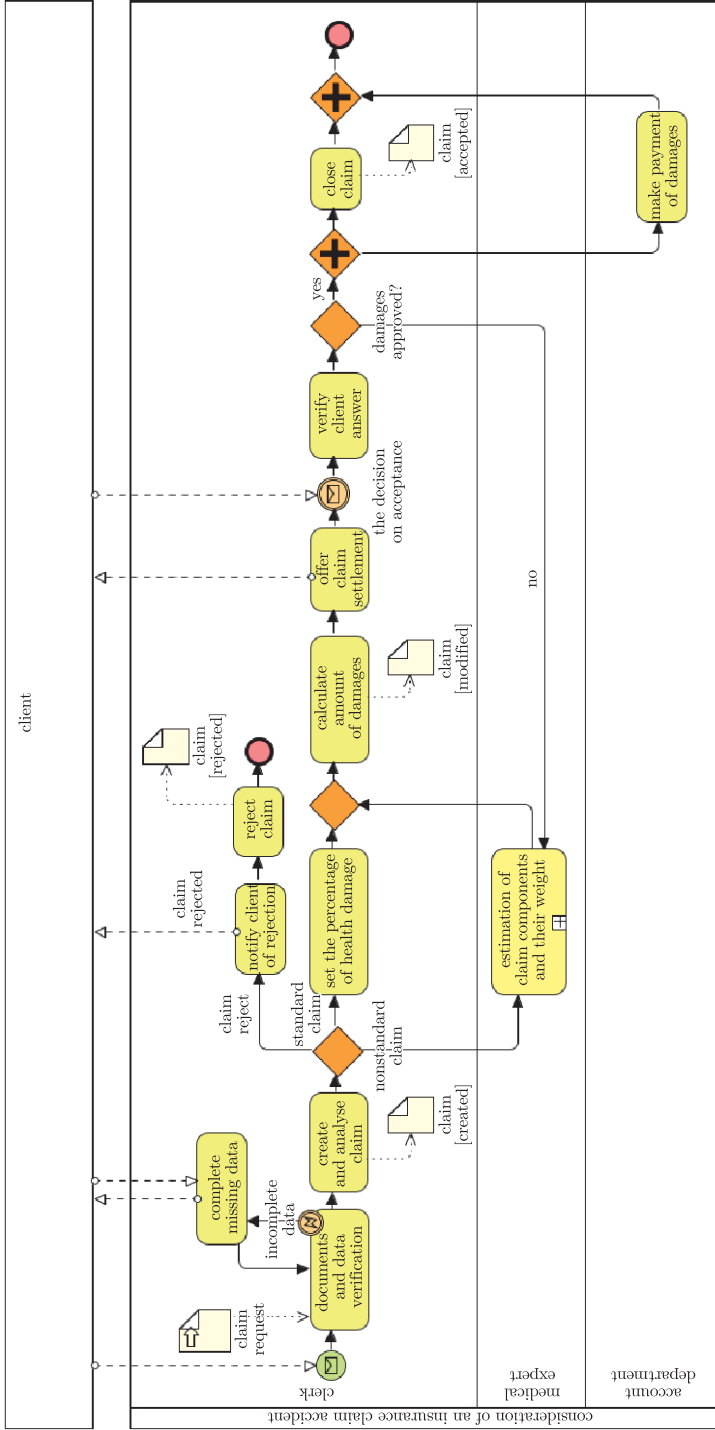 client
consideration of an insurance claim accident
clerk
medical
expert
account
department
claim
request
documents
and data
verification
incomplete
data
complete
missing data
create
and analyse
claim
claim
[created]
claim
reject
standard
claim
nonstandard
claim
notify client
of rejection
claim
rejected
reject
claim
claim
[rejected]
set the percentage
of health damage
estimation of
claim components
and their weight
calculate
amount
of damages
claim
[modified]
offer
claim
settlement
the decision
on acceptance
verify
client
answer
damages
approved?
yes
no
close
claim
claim
[accepted]
make payment
of damages